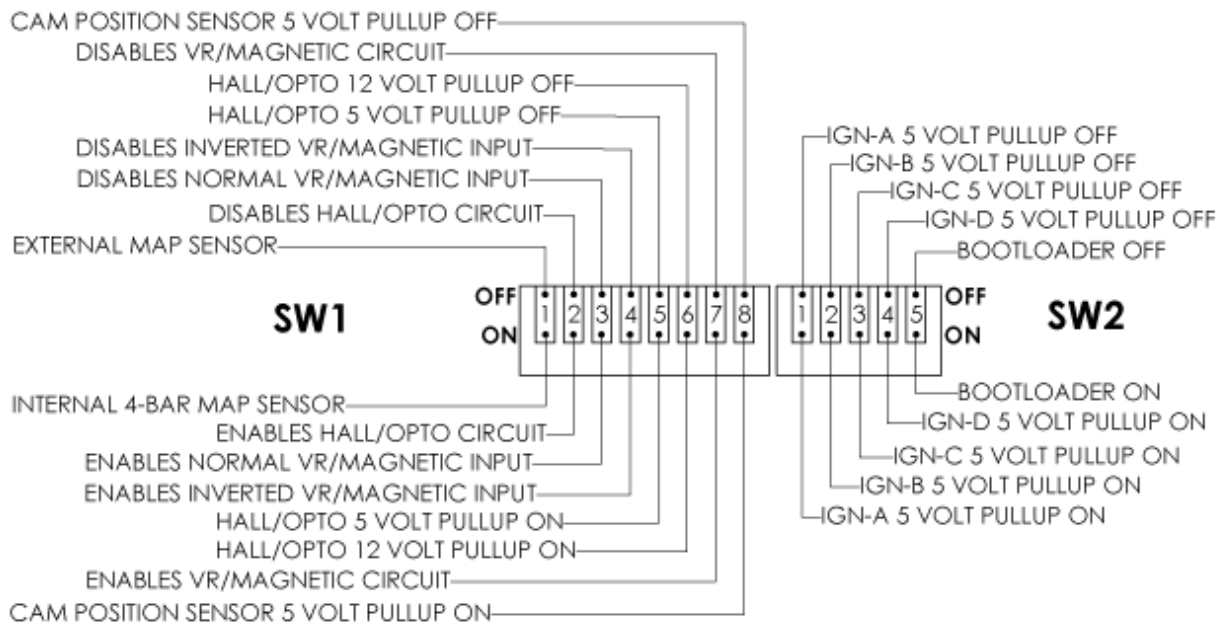 CAM POSITION SENSOR 5 VOLT PULLUP OFF
DISABLES VR/MAGNETIC CIRCUIT
HALL/OPTO 12 VOLT PULLUP OFF
HALL/OPTO 5 VOLT PULLUP OFF
DISABLES INVERTED VR/MAGNETIC INPUT
DISABLES NORMAL VR/MAGNETIC INPUT
DISABLES HALL/OPTO CIRCUIT
EXTERNAL MAP SENSOR
IGN-A 5 VOLT PULLUP OFF
IGN-B 5 VOLT PULLUP OFF
IGN-C 5 VOLT PULLUP OFF
IGN-D 5 VOLT PULLUP OFF
BOOTLOADER OFF
SW1
OFF
1 2 3 4 5 6 7 8
ON
1 2 3 4 5
OFF
ON
SW2
INTERNAL 4-BAR MAP SENSOR
ENABLES HALL/OPTO CIRCUIT
ENABLES NORMAL VR/MAGNETIC INPUT
ENABLES INVERTED VR/MAGNETIC INPUT
HALL/OPTO 5 VOLT PULLUP ON
HALL/OPTO 12 VOLT PULLUP ON
ENABLES VR/MAGNETIC CIRCUIT
CAM POSITION SENSOR 5 VOLT PULLUP ON
BOOTLOADER ON
IGN-D 5 VOLT PULLUP ON
IGN-C 5 VOLT PULLUP ON
IGN-B 5 VOLT PULLUP ON
IGN-A 5 VOLT PULLUP ON